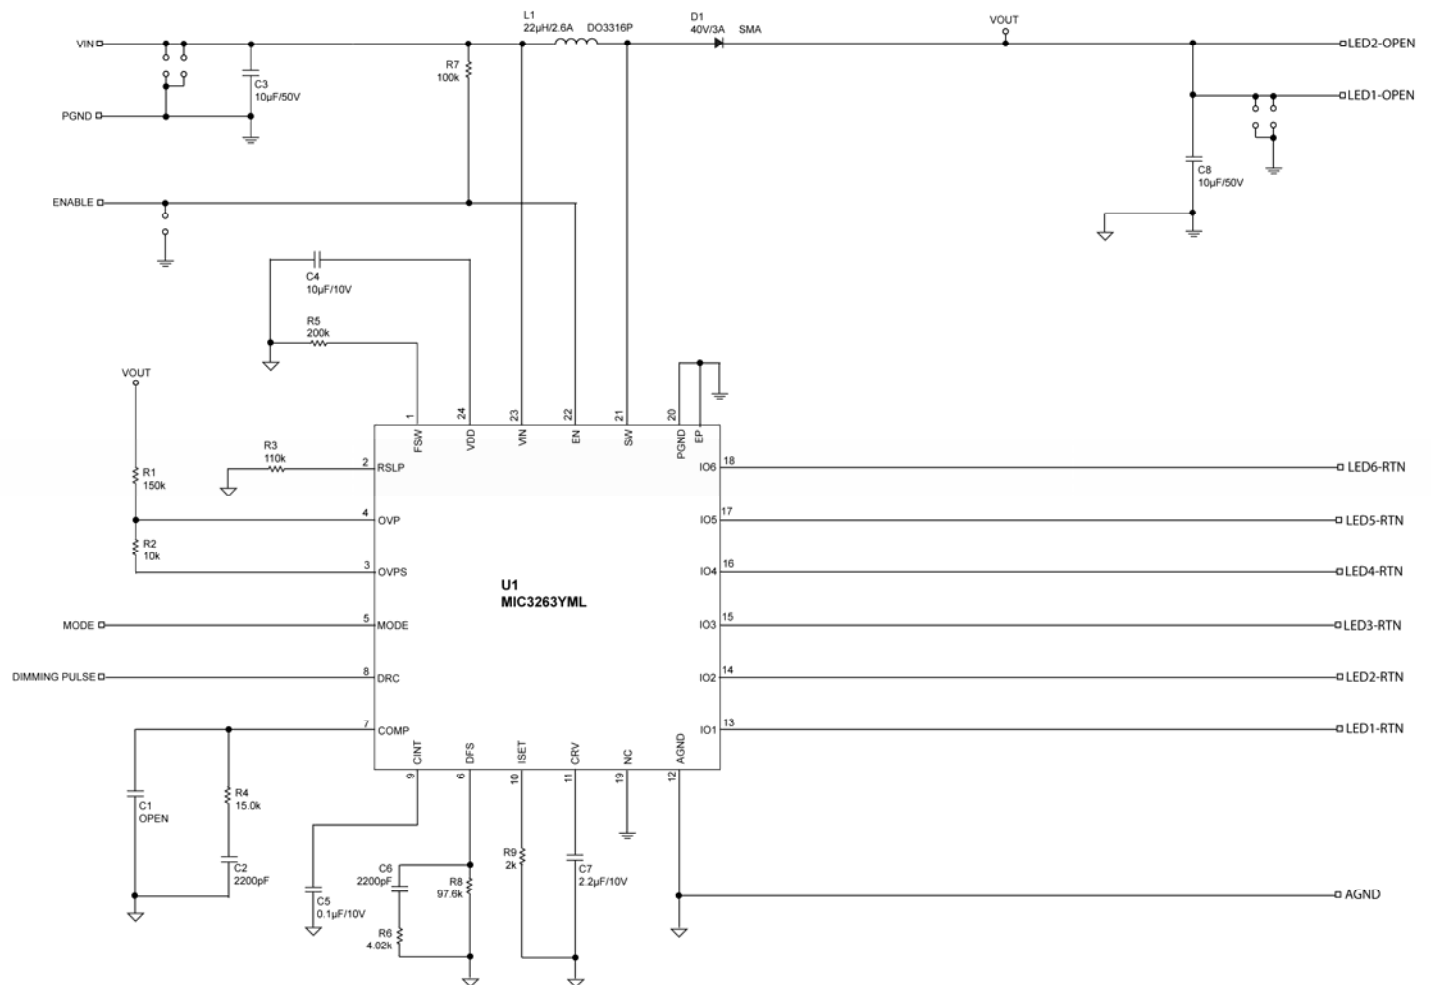 L1
22µH/2.6A DO3316P
D1
40V/3A SMA
VOUT
VIN
LED2-OPEN
R7
100k
C3
10µF/50V
LED1-OPEN
PGND
C8
10µF/50V
ENABLE
C4
10µF/10V
R5
200k
VOUT
1
24
23
22
21
20
FSW
VDD
VIN
EN
SW
PGND
EP
R3
110k
2
RSLP
IO6
18
LED6-RTN
R1
150k
4
OVP
IO5
17
LED5-RTN
R2
10k
3
OVPS
IO4
16
LED4-RTN
U1
MIC3263YML
MODE
5
MODE
IO3
15
LED3-RTN
DIMMING PULSE
8
DRC
IO2
14
LED2-RTN
7
COMP
IO1
13
LED1-RTN
CINT
DFS
ISET
CRV
NC
AGND
9
6
10
11
19
12
C1
OPEN
R4
15.0k
C2
2200pF
C5
0.1µF/10V
C6
2200pF
R8
97.6k
R6
4.02k
R9
2k
C7
2.2µF/10V
AGND